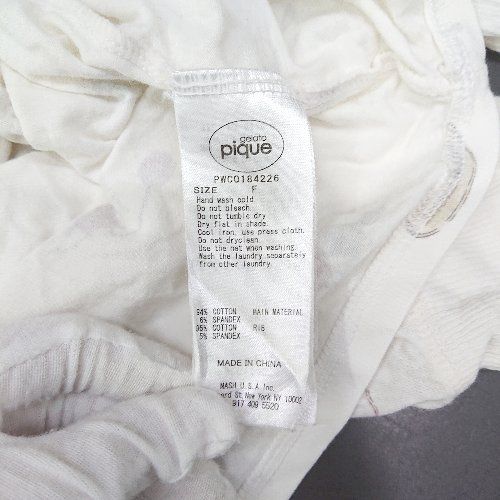 gelato
pique
PWCO184226
SIZE F
Hand wash cold.
Do not bleach.
Do not tumble dry
Dry flat in shade.
Cool iron, use press cloth.
Do not dryclean.
Use the net when washing.
Wash the laundry separately
from other laundry.
94% COTTON MAIN MATERIAL
6% SPANDEX
95% COTTON RIB
5% SPANDEX
MADE IN CHINA
MASH U.S.A Inc.
St. New York NY 10002
917 409 5520